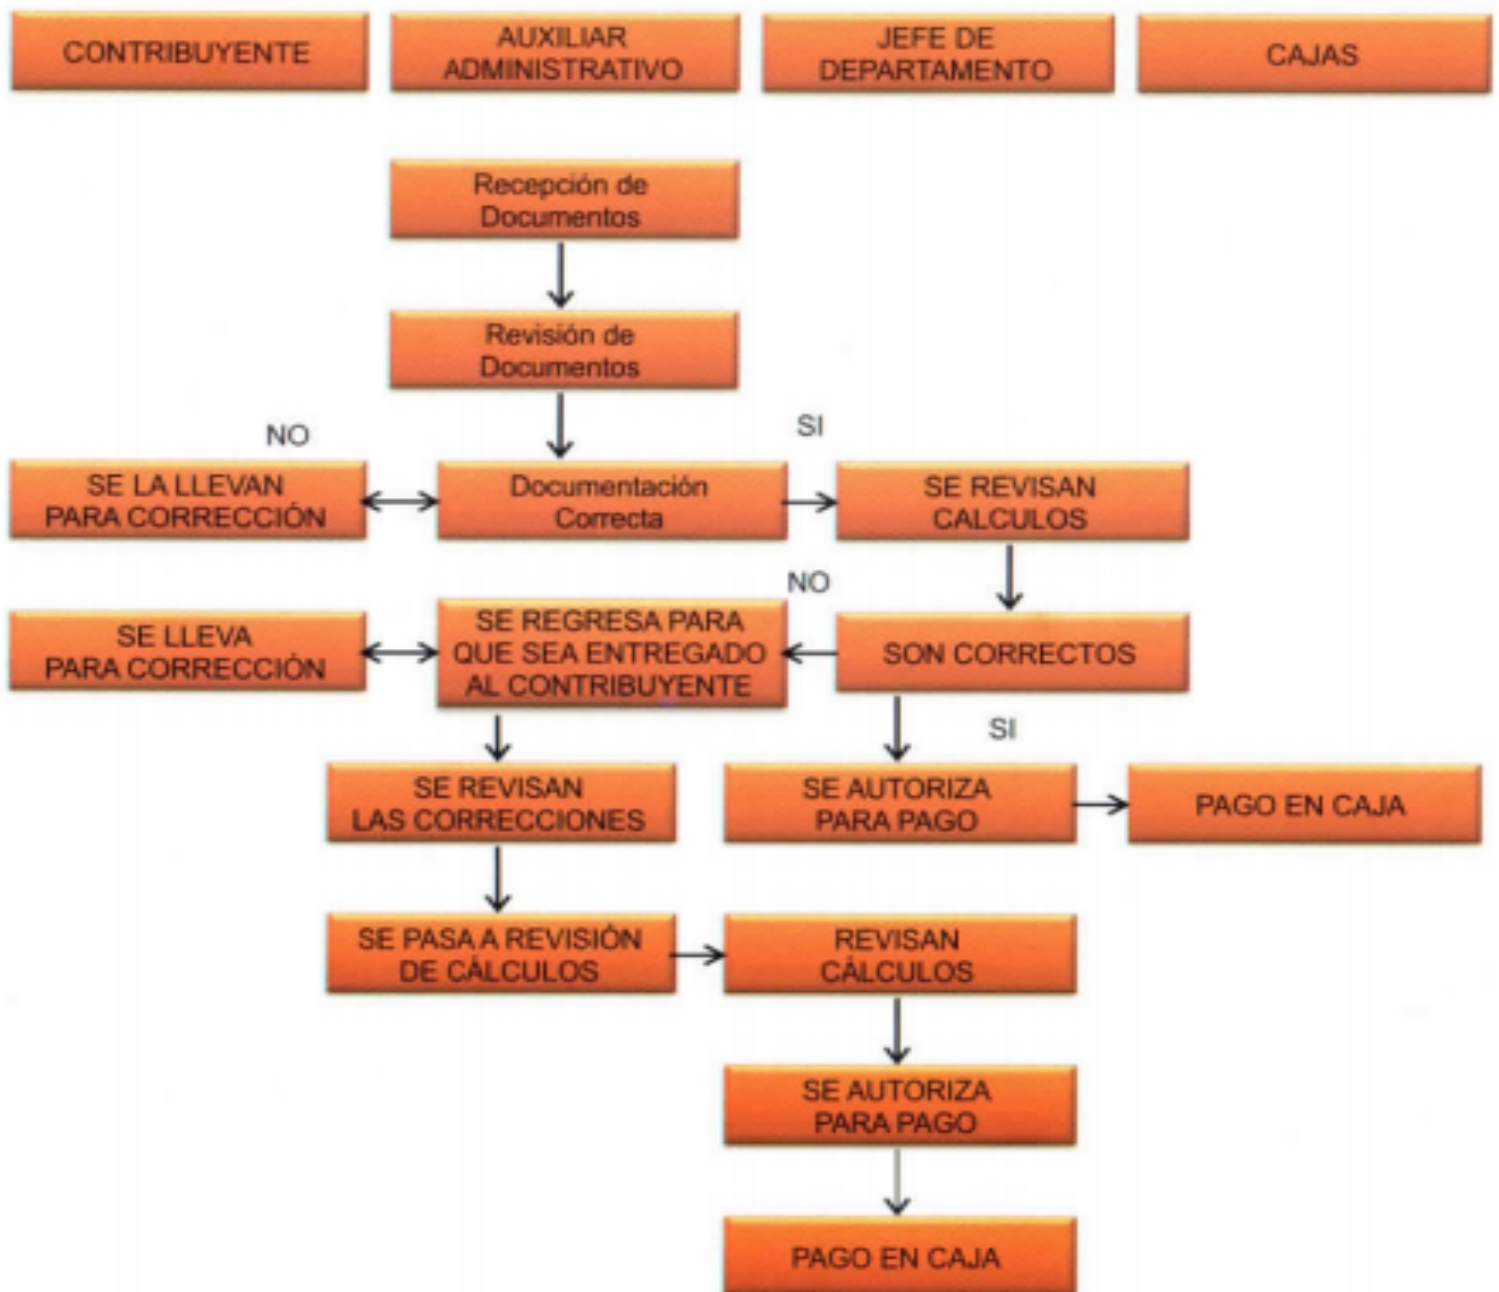 CONTRIBUYENTE
AUXILIAR
ADMINISTRATIVO
JEFE DE
DEPARTAMENTO
CAJAS
Recepción de
Documentos
Revisión de
Documentos
NO
SI
SE LA LLEVAN
PARA CORRECCIÓN
Documentación
Correcta
SE REVISAN
CALCULOS
NO
SE LLEVA
PARA CORRECCIÓN
SE REGRESA PARA
QUE SEA ENTREGADO
AL CONTRIBUYENTE
SON CORRECTOS
SI
SE REVISAN
LAS CORRECCIONES
SE AUTORIZA
PARA PAGO
PAGO EN CAJA
SE PASA A REVISIÓN
DE CÁLCULOS
REVISAN
CÁLCULOS
SE AUTORIZA
PARA PAGO
PAGO EN CAJA